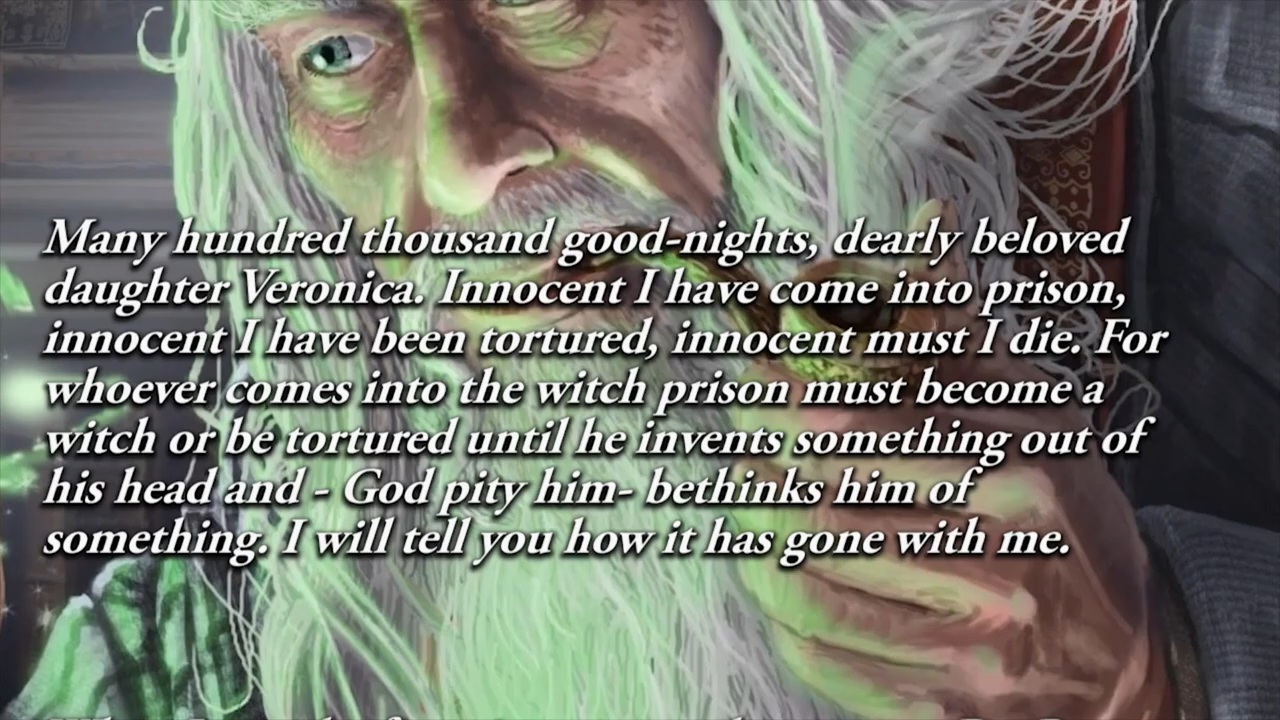 Many hundred thousand good-nights, dearly beloved
daughter Veronica. Innocent I have come into prison,
innocent I have been tortured, innocent must I die. For
whoever comes into the witch prison must become a
witch or be tortured until he invents something out of
his head and - God pity him- bethinks him of
something. I will tell you how it has gone with me.